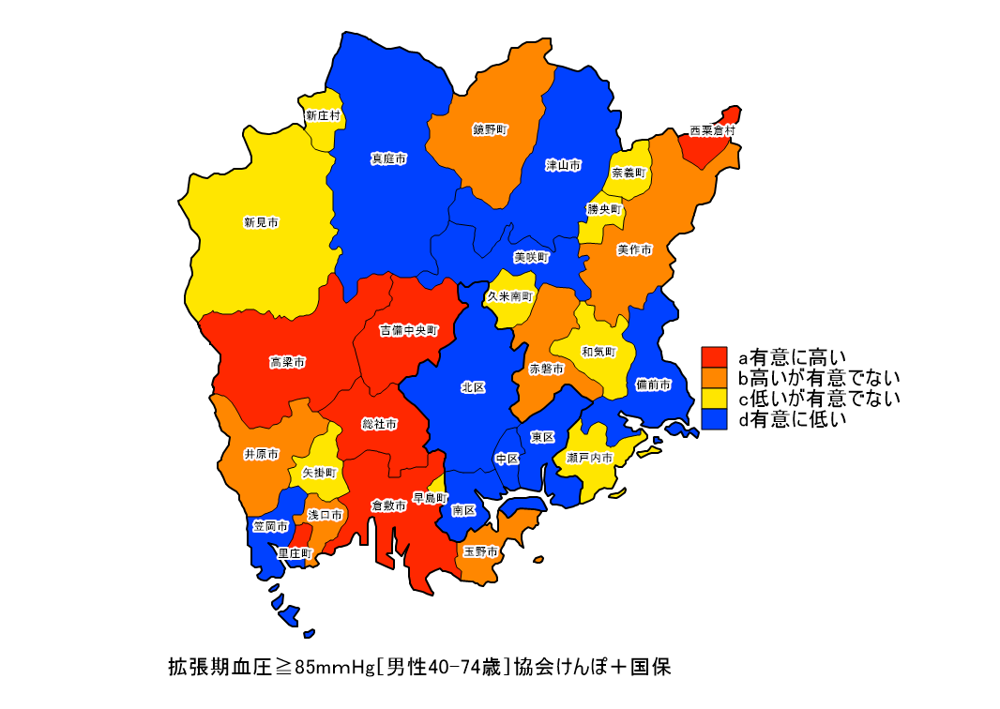 新庄村
鏡野町
西粟倉村
真庭市
津山市
奈義町
勝央町
新見市
美作市
美咲町
久米南町
吉備中央町
和気町
高梁市
赤磐市
備前市
北区
総社市
東区
井原市
中区
瀬戸内市
矢掛町
早島町
倉敷市
南区
浅口市
笠岡市
里庄町
玉野市
a有意に高い
b高いが有意でない
c低いが有意でない
d有意に低い
拡張期血圧≧85mmHg[男性40-74歳]協会けんぽ+国保